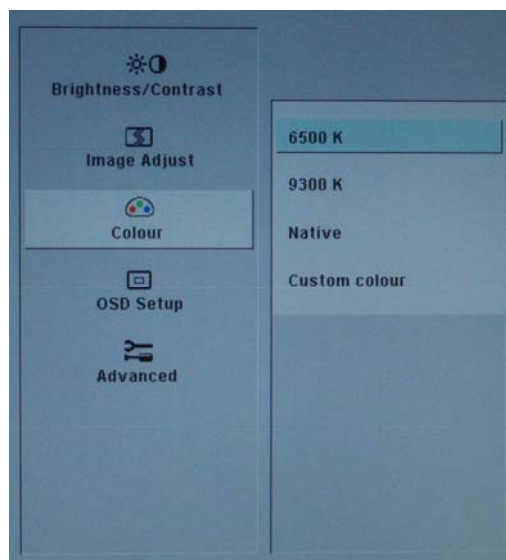 Brightness/Contrast
Image Adjust
Colour
OSD Setup
Advanced
6500 K
9300 K
Native
Custom colour